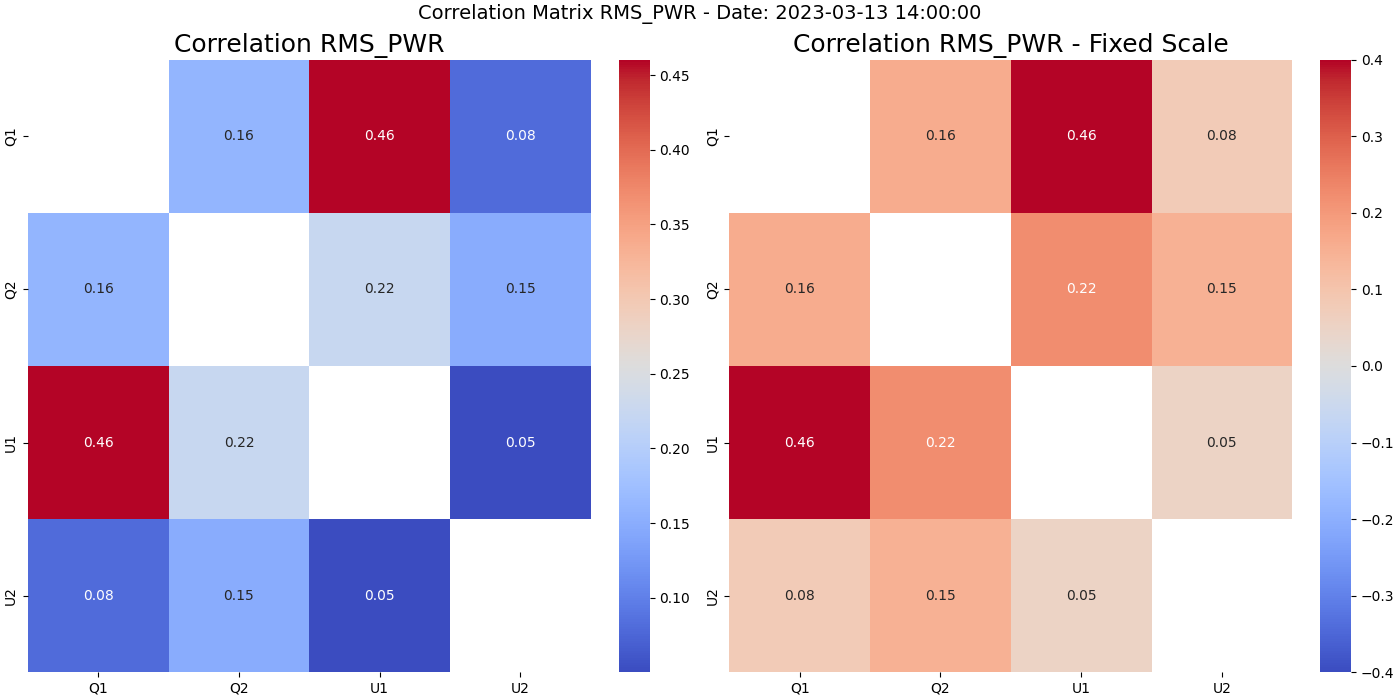 Correlation Matrix RMS_PWR - Date: 2023-03-13 14:00:00
Correlation RMS_PWR
Q1
0.16
0.46
0.08
Q2
0.16
0.22
0.15
U1
0.46
0.22
0.05
U2
0.08
0.15
0.05
Q1
Q2
U1
U2
0.45
0.40
0.35
0.30
0.25
0.20
0.15
0.10
Correlation RMS_PWR - Fixed Scale
Q1
0.16
0.46
0.08
Q2
0.16
0.22
0.15
U1
0.46
0.22
0.05
U2
0.08
0.15
0.05
Q1
Q2
U1
U2
0.4
0.3
0.2
0.1
0.0
−0.1
−0.2
−0.3
−0.4